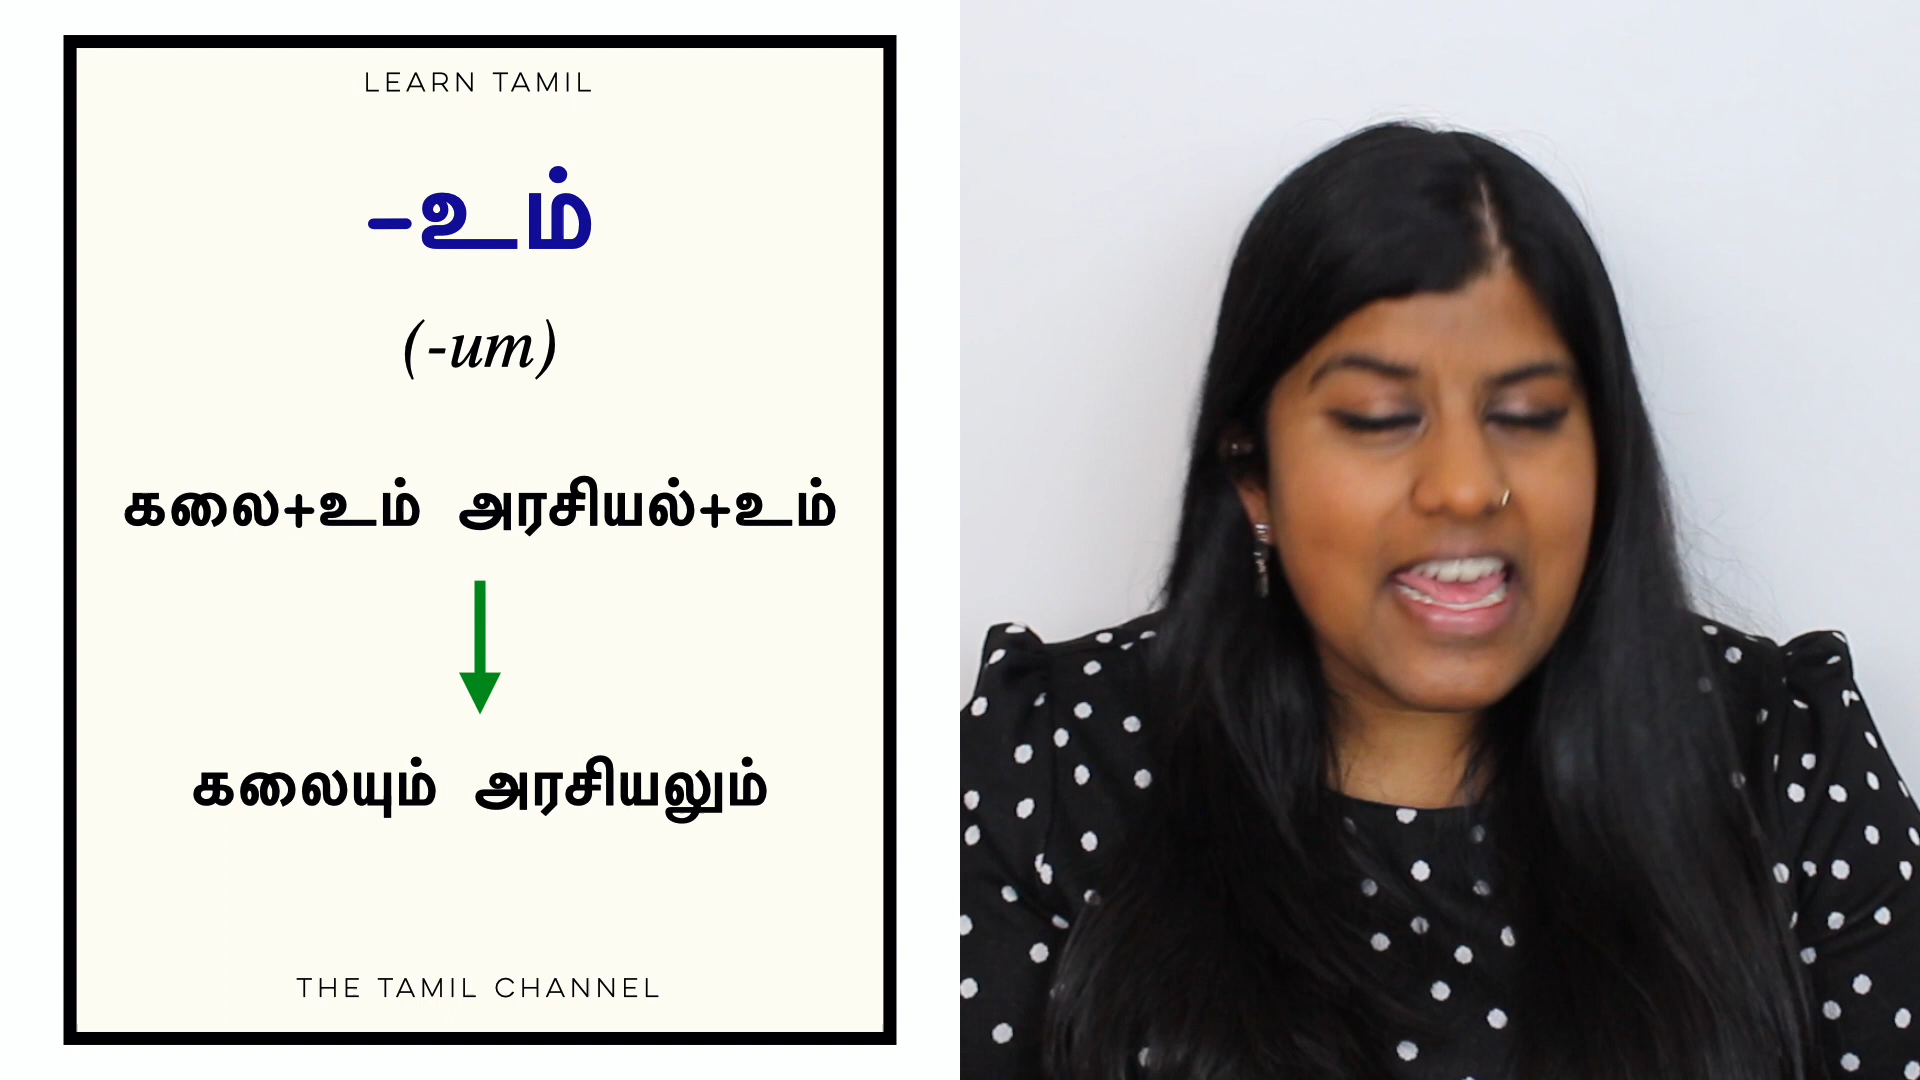 LEARN TAMIL
-உம்
(-um)
கலை+உம் அரசியல்+உம்
கலையும் அரசியலும்
THE TAMIL CHANNEL